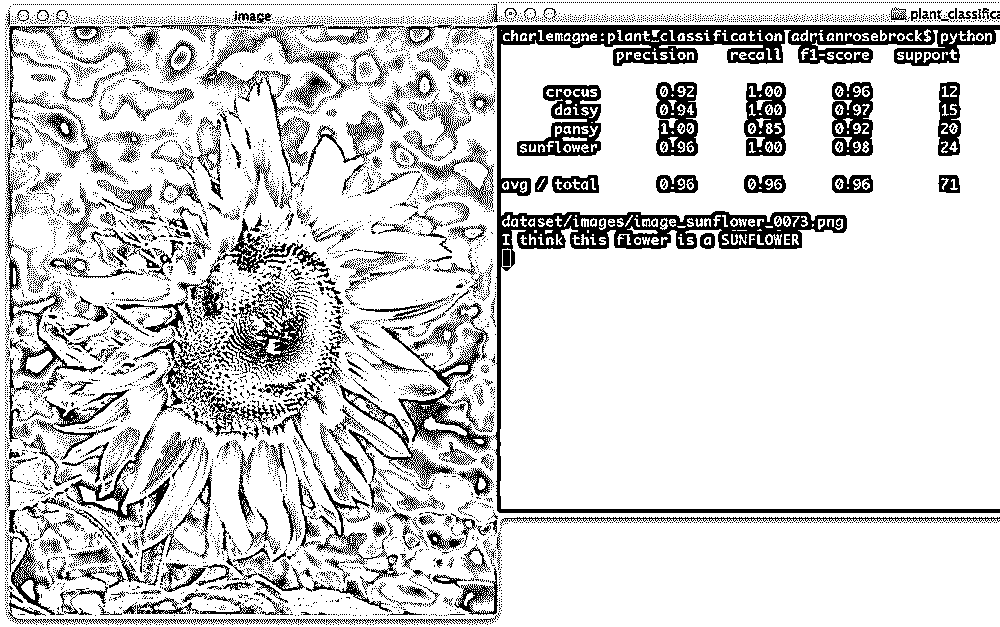 image
plant_classifica
charlemagne:plant_classification adrianrosebrock$ python
precision recall f1-score support
crocus 0.92 1.00 0.96 12
daisy 0.94 1.00 0.97 15
pansy 1.00 0.85 0.92 20
sunflower 0.96 1.00 0.98 24
avg / total 0.96 0.96 0.96 71
dataset/images/image_sunflower_0073.png
I think this flower is a SUNFLOWER